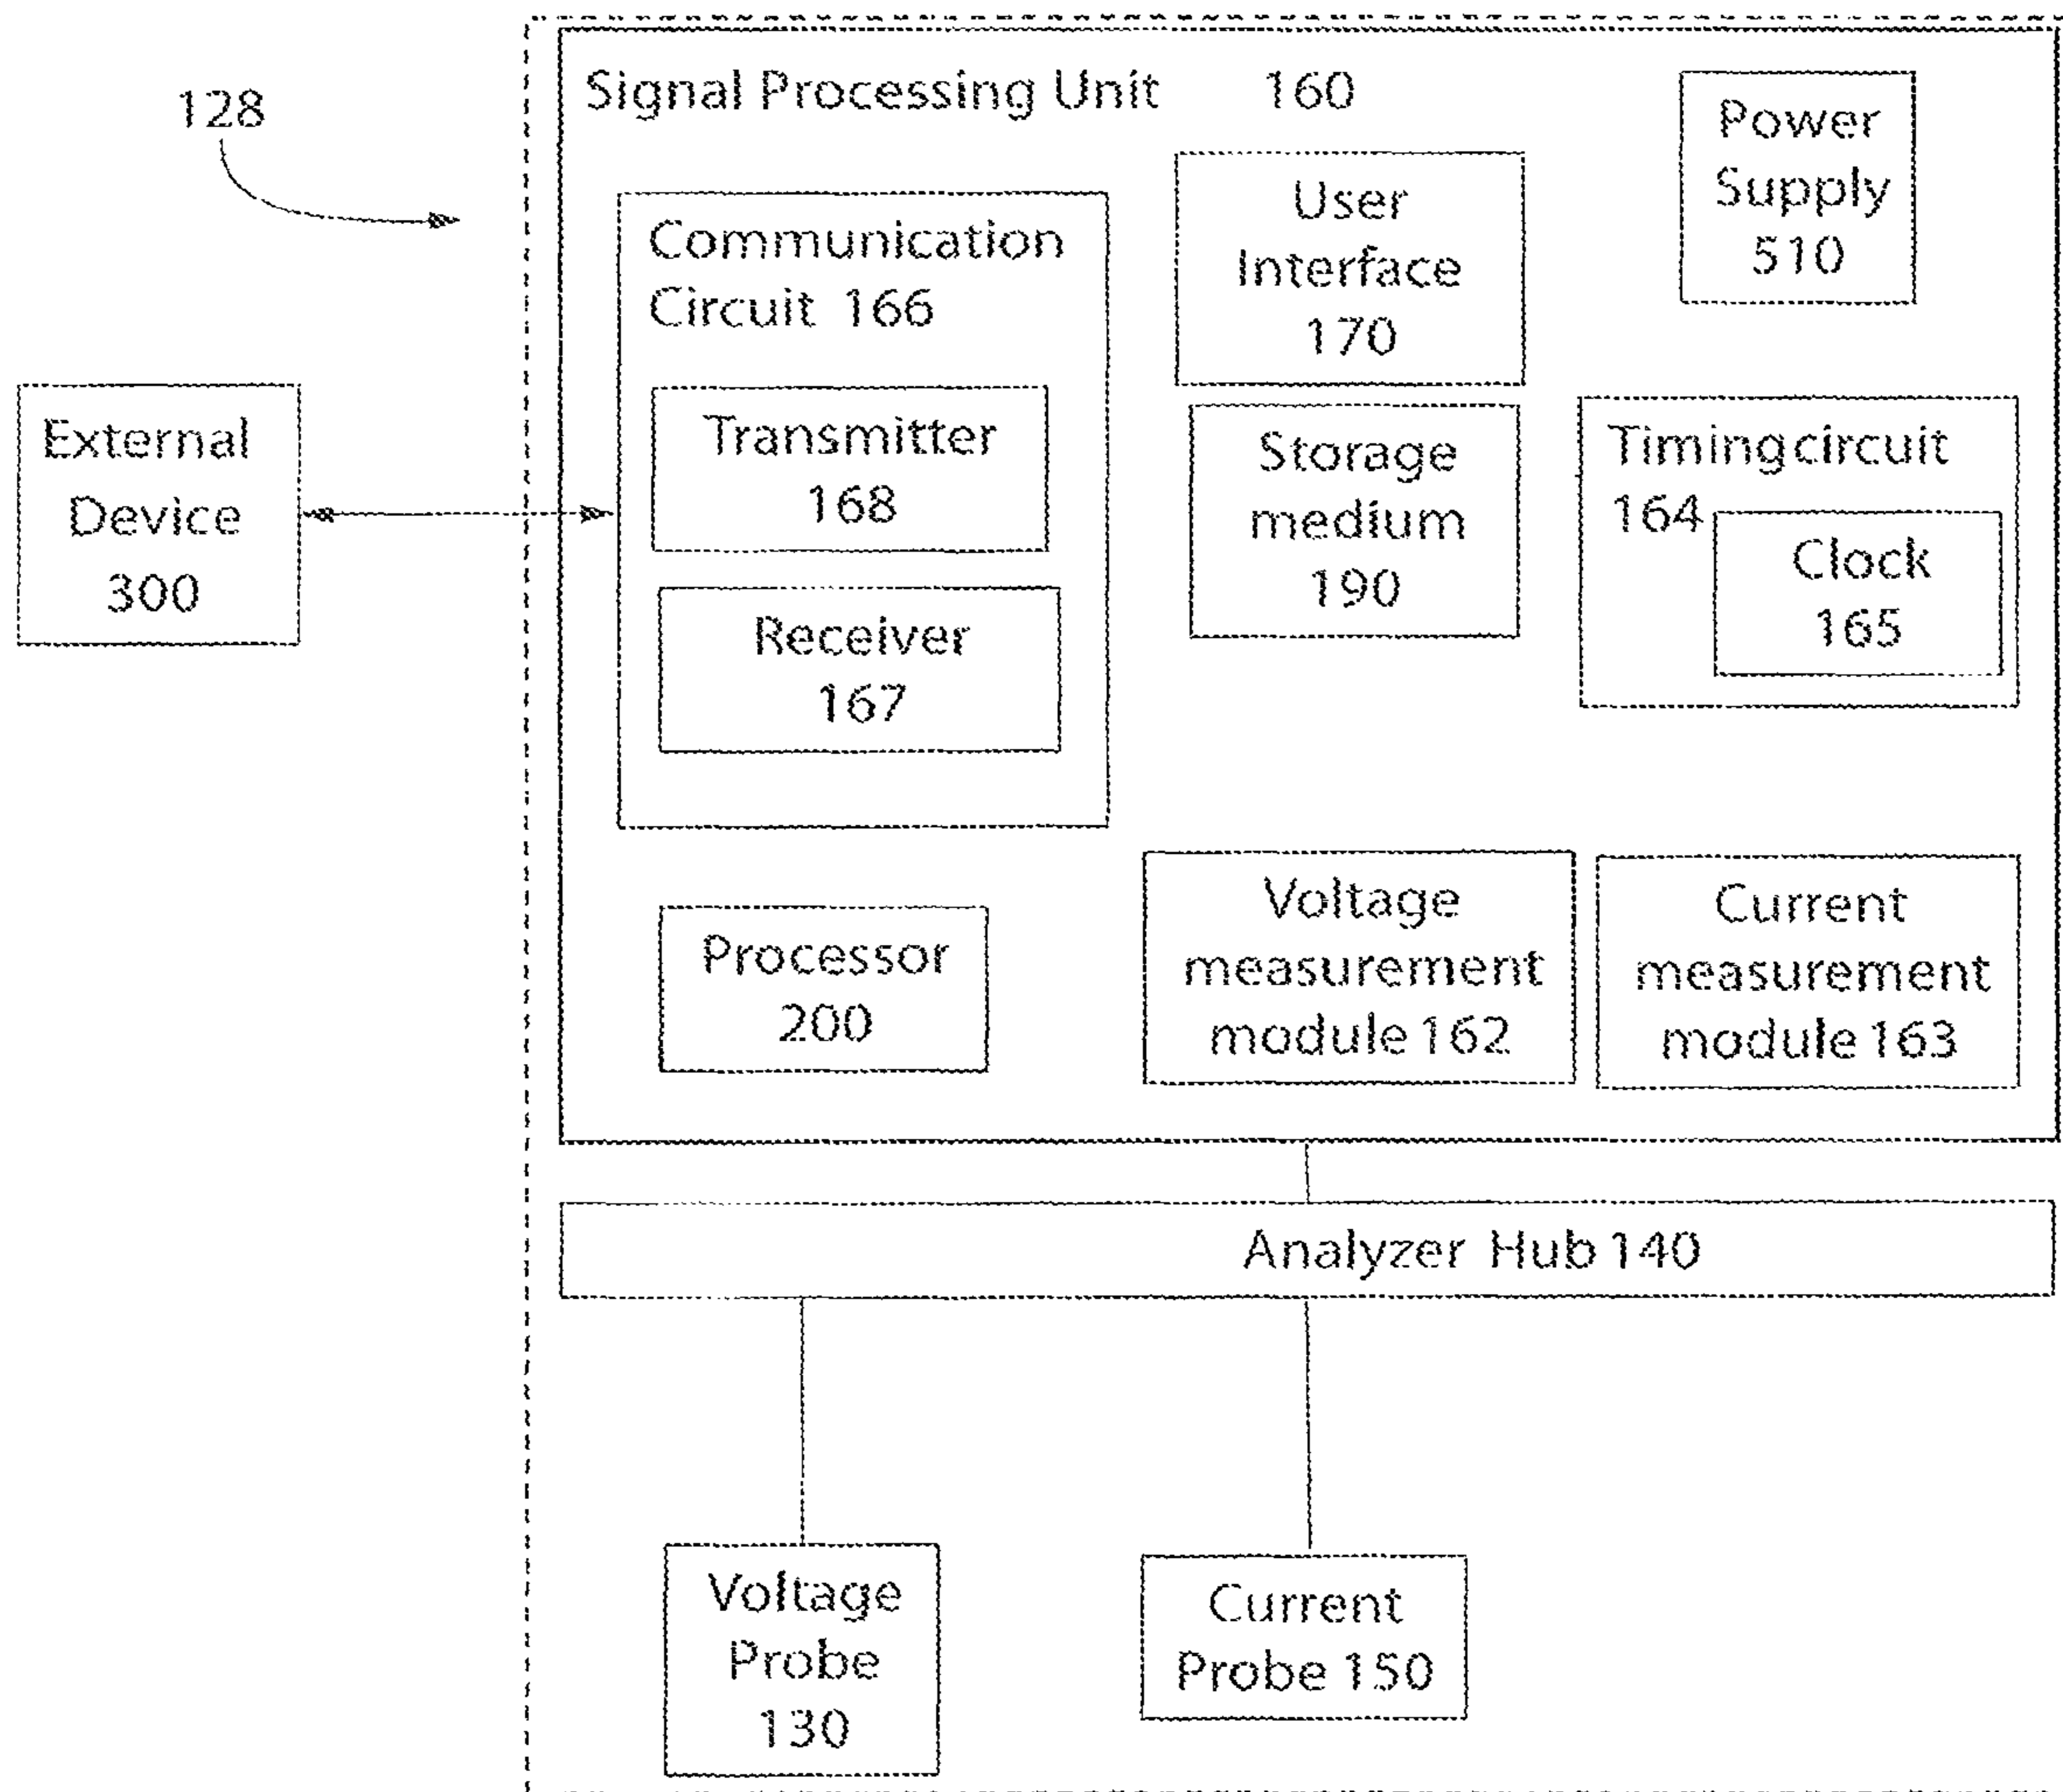 128
Signal Processing Unit 160
Power
Supply
510
User
Interface
170
Communication
Circuit 166
Transmitter
168
Receiver
167
External
Device
300
Storage
medium
190
Timing circuit
164
Clock
165
Processor
200
Voltage
measurement
module 162
Current
measurement
module 163
Analyzer Hub 140
Voltage
Probe
130
Current
Probe 150